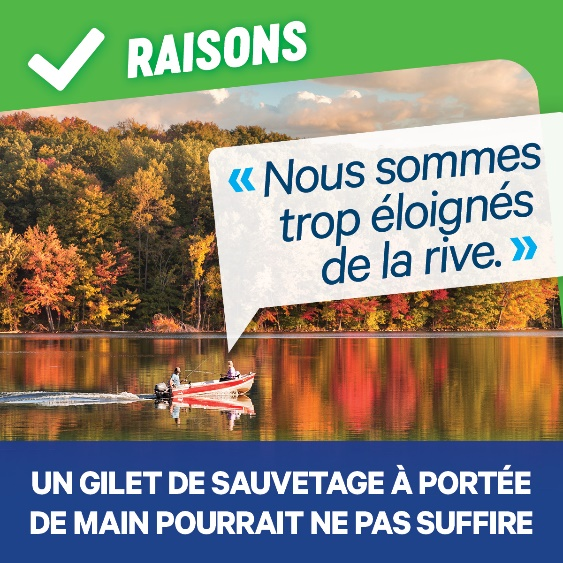 RAISONS
« Nous sommes
trop éloignés
de la rive. »
UN GILET DE SAUVETAGE À PORTÉE
DE MAIN POURRAIT NE PAS SUFFIRE